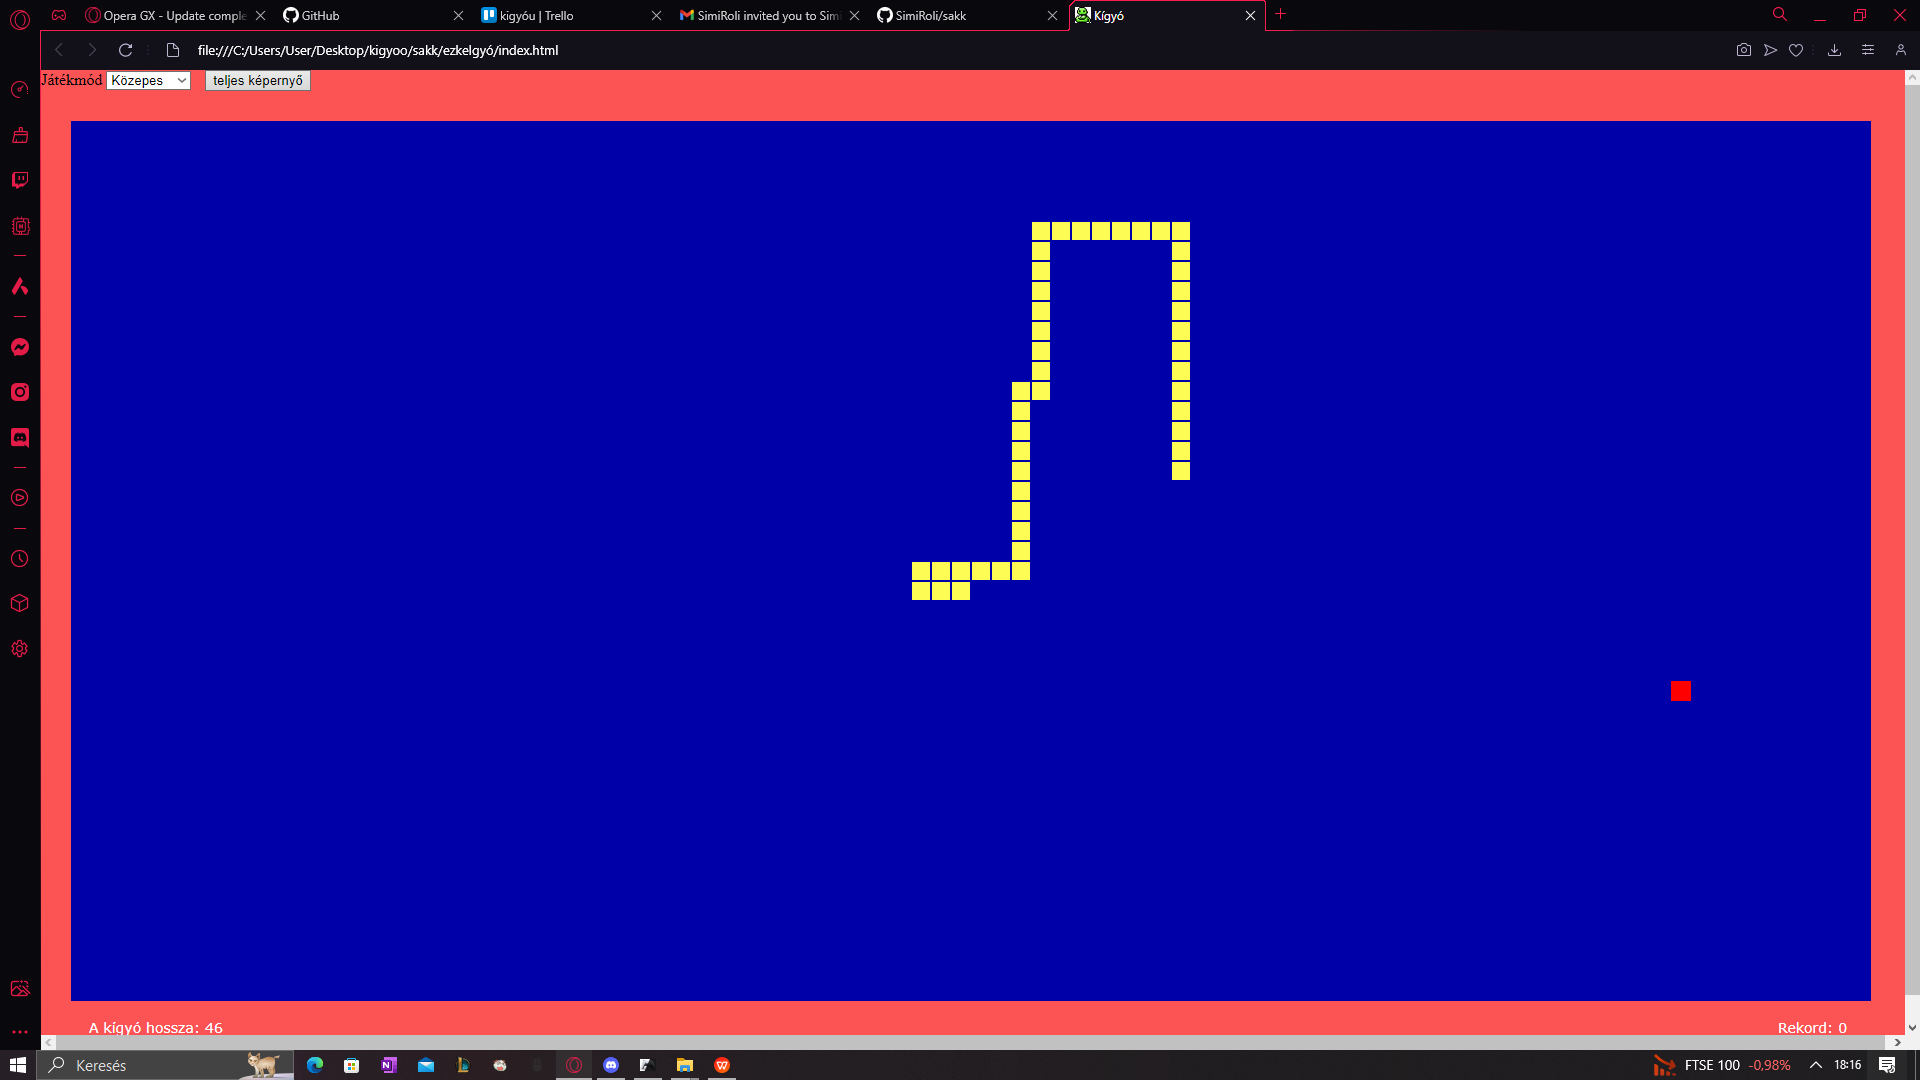 Opera GX - Update comple
GitHub
kigyóu | Trello
SimiRoli invited you to Simi
SimiRoli/sakk
Kígyó
file:///C:/Users/User/Desktop/kigyoo/sakk/ezkelgyó/index.html
Játékmód Közepes teljes képernyő
A kígyó hossza: 46
Rekord: 0
Keresés
FTSE 100 -0,98%
18:16